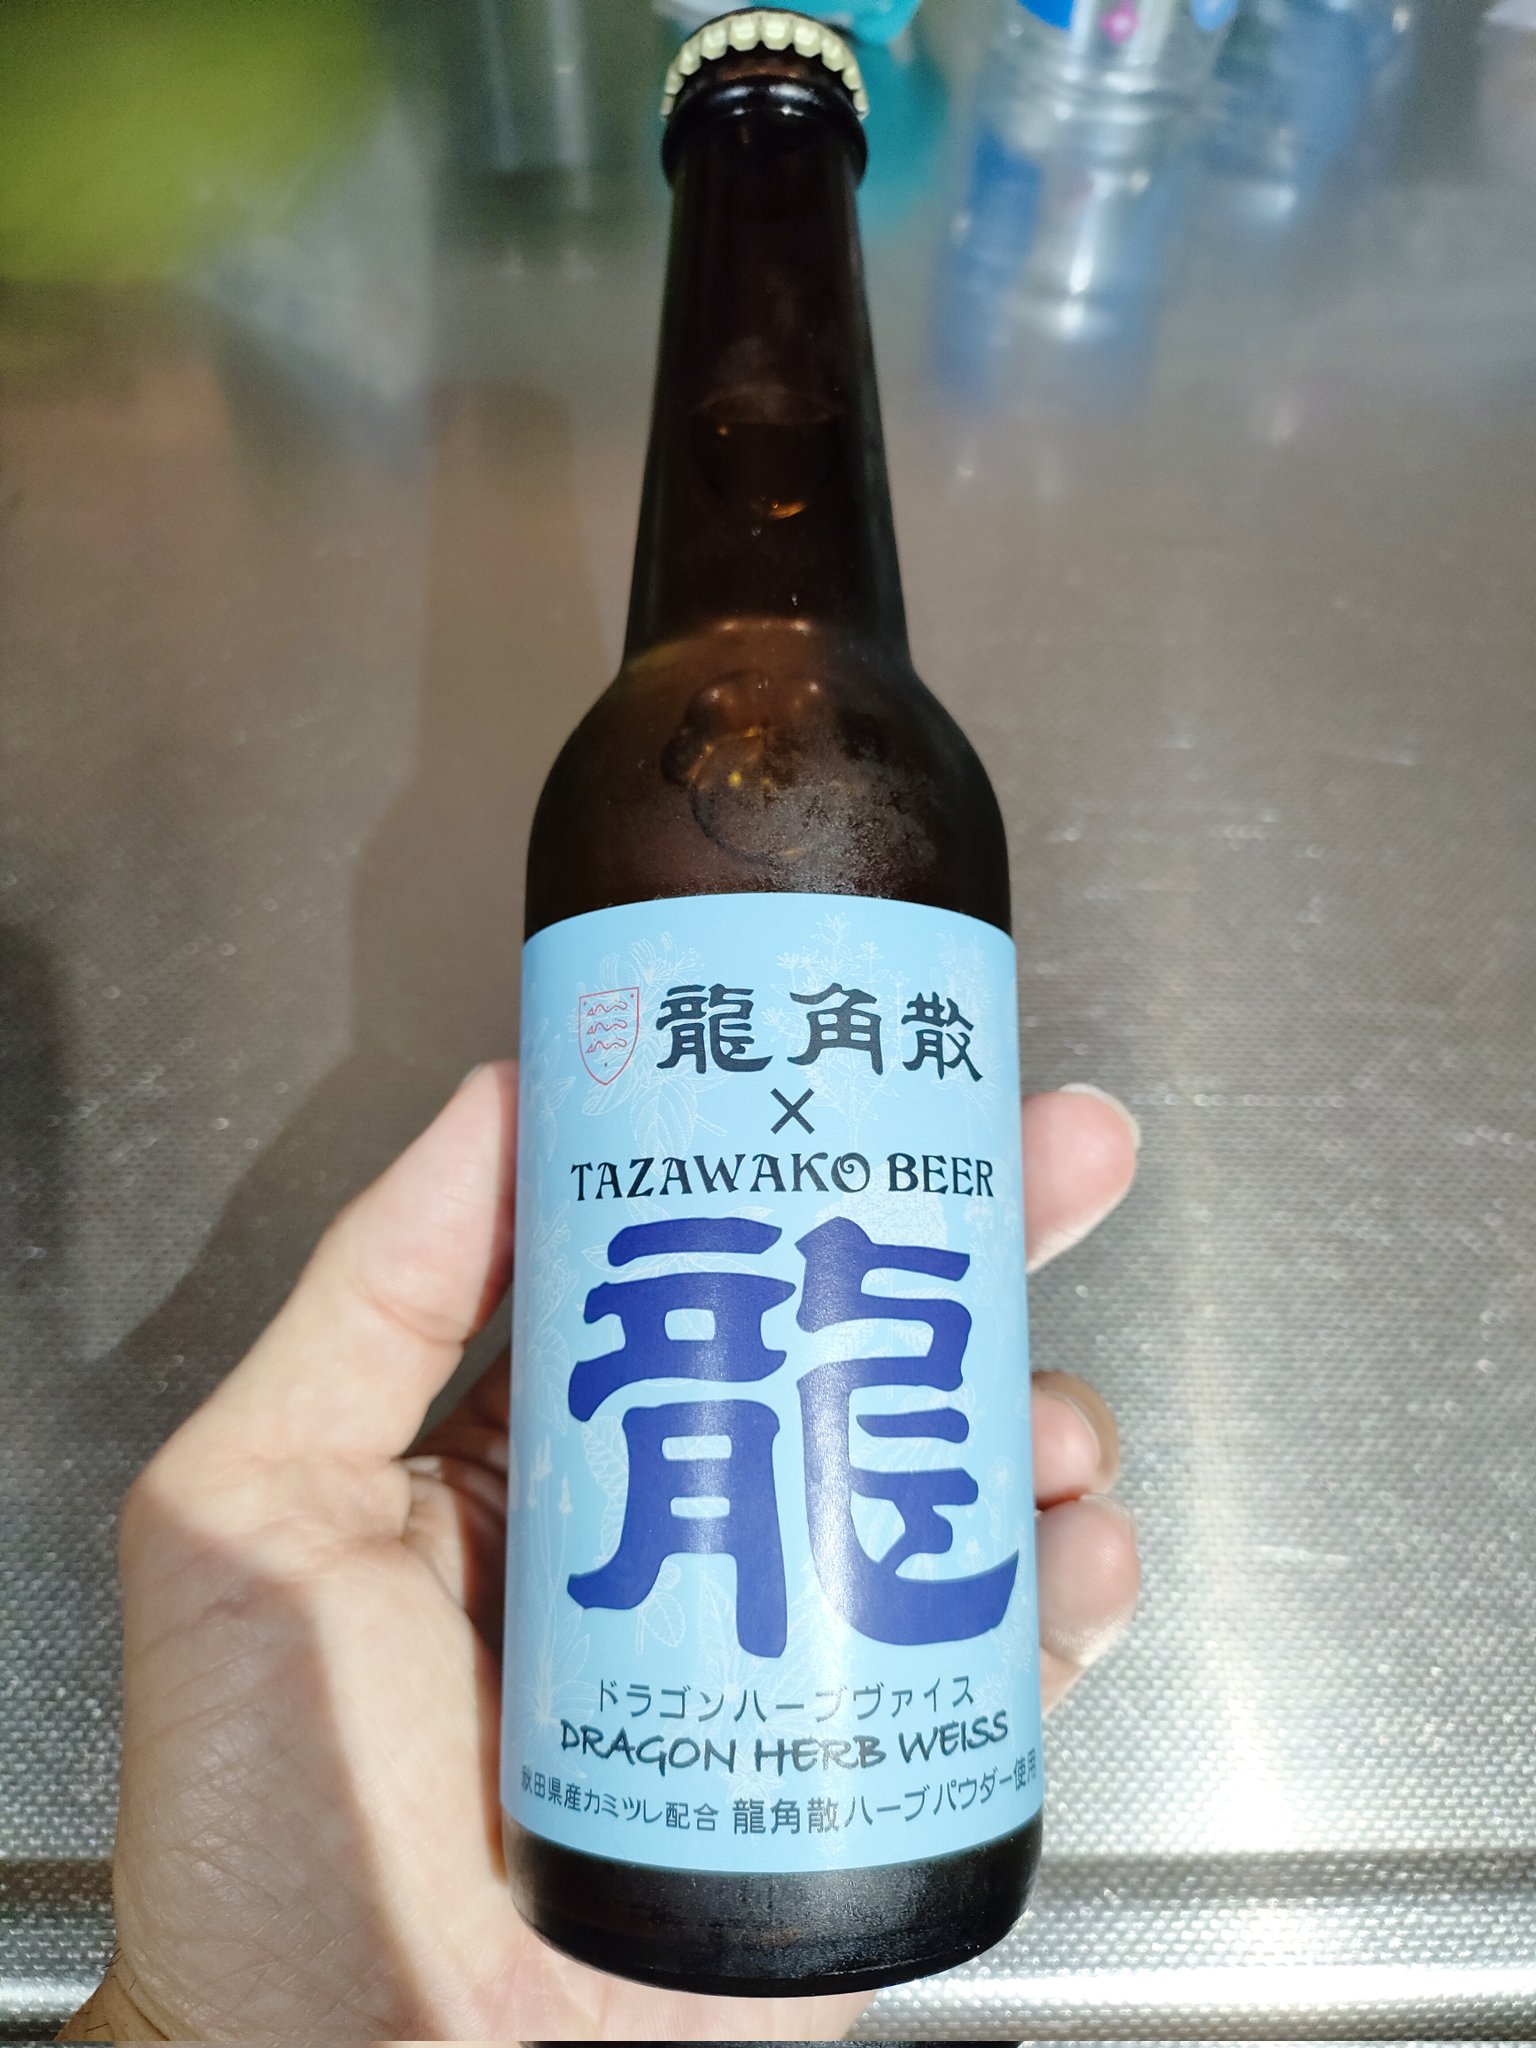 龍角散
×
TAZAWAKO BEER
龍
ドラゴンハーブヴァイス
DRAGON HERB WEISS
秋田県産カミツレ配合 龍角散ハーブパウダー使用